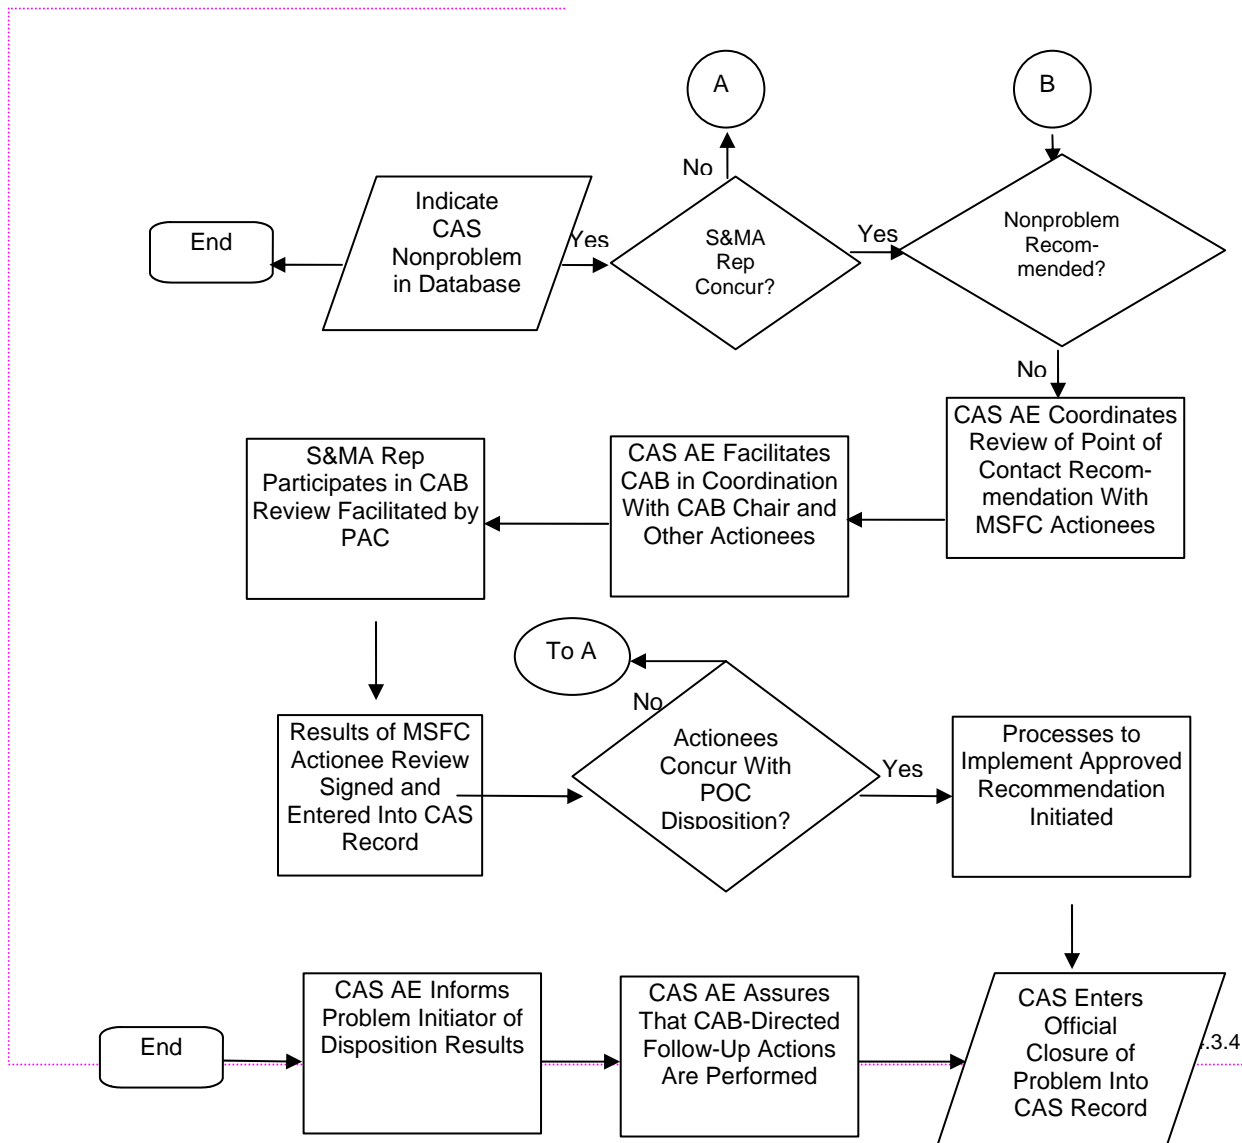 A
B
No
Indicate
CAS
Nonproblem
in Database
End
Yes
S&MA
Rep
Concur?
Yes
Nonproblem
Recom-
mended?
No
CAS AE Coordinates
Review of Point of
Contact Recom-
mendation With
MSFC Actionees
CAS AE Facilitates
CAB in Coordination
With CAB Chair and
Other Actionees
S&MA Rep
Participates in CAB
Review Facilitated by
PAC
To A
No
Results of MSFC
Actionee Review
Signed and
Entered Into CAS
Record
Actionees
Concur With
POC
Disposition?
Yes
Processes to
Implement Approved
Recommendation
Initiated
End
CAS AE Informs
Problem Initiator of
Disposition Results
CAS AE Assures
That CAB-Directed
Follow-Up Actions
Are Performed
CAS Enters
Official
Closure of
Problem Into
CAS Record
.3.4